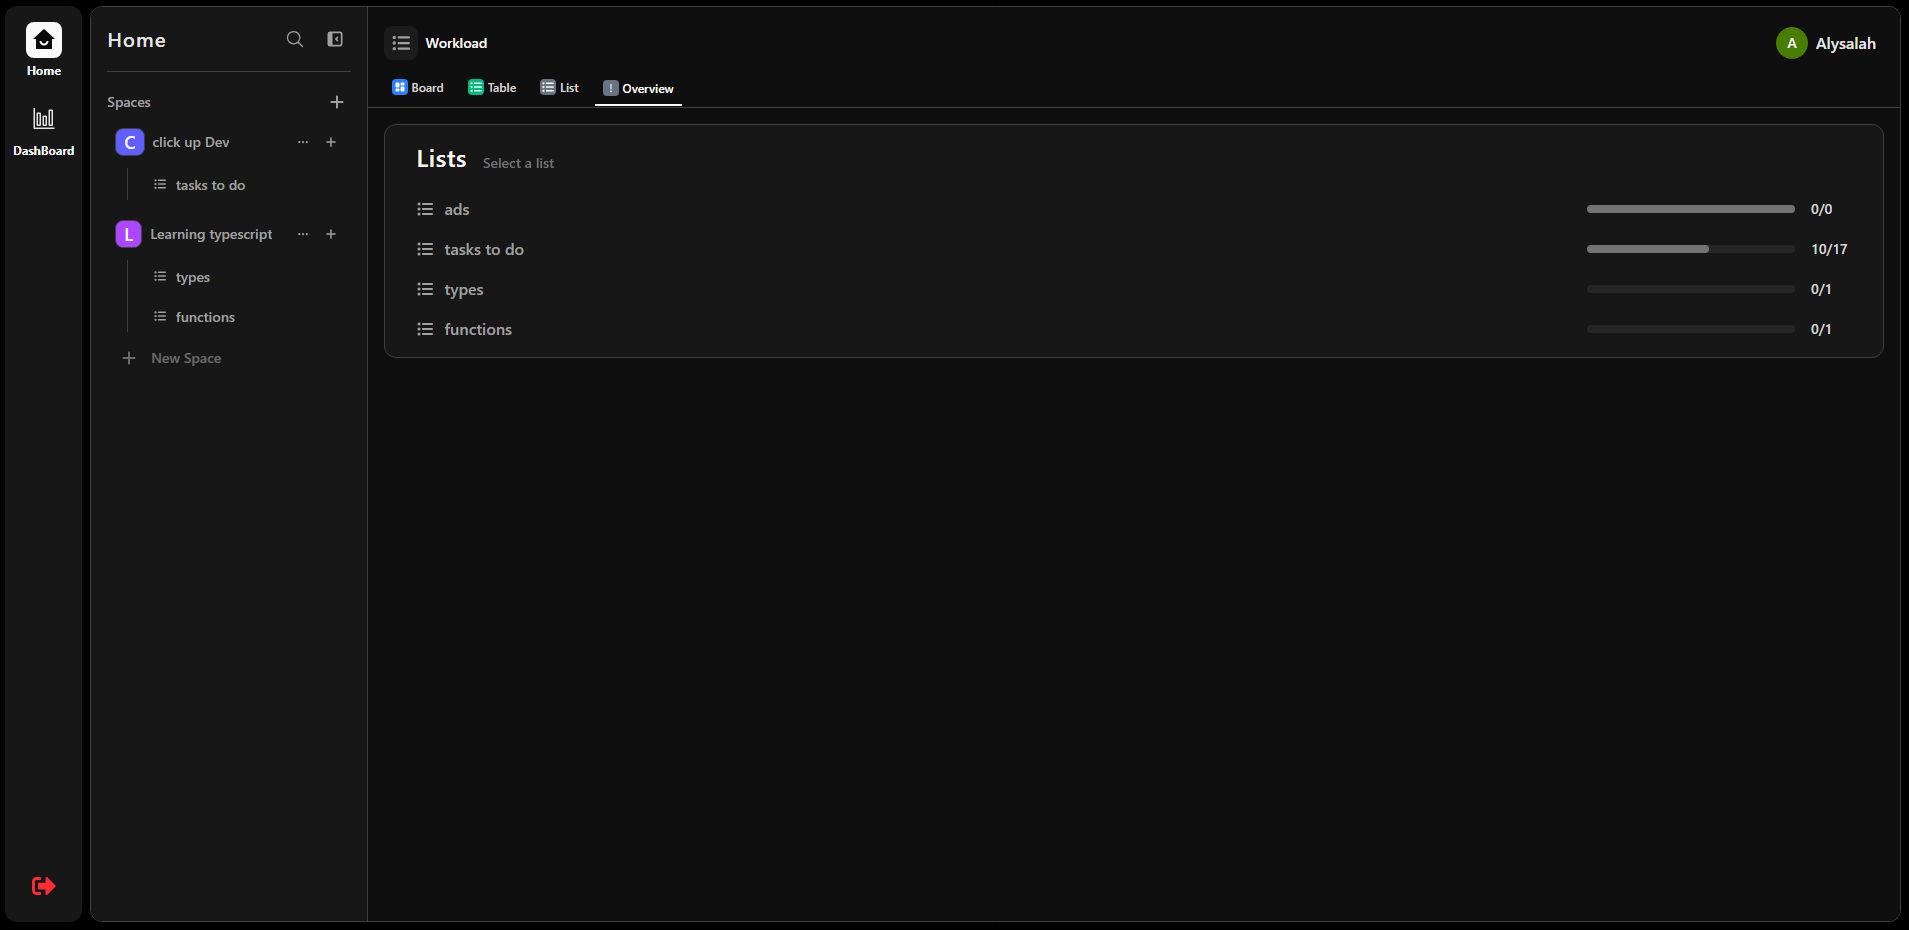 Home
DashBoard
Home
Spaces
C click up Dev
tasks to do
L Learning typescript
types
functions
New Space
Workload
A Alysalah
Board Table List Overview
Lists Select a list
ads 0/0
tasks to do 10/17
types 0/1
functions 0/1